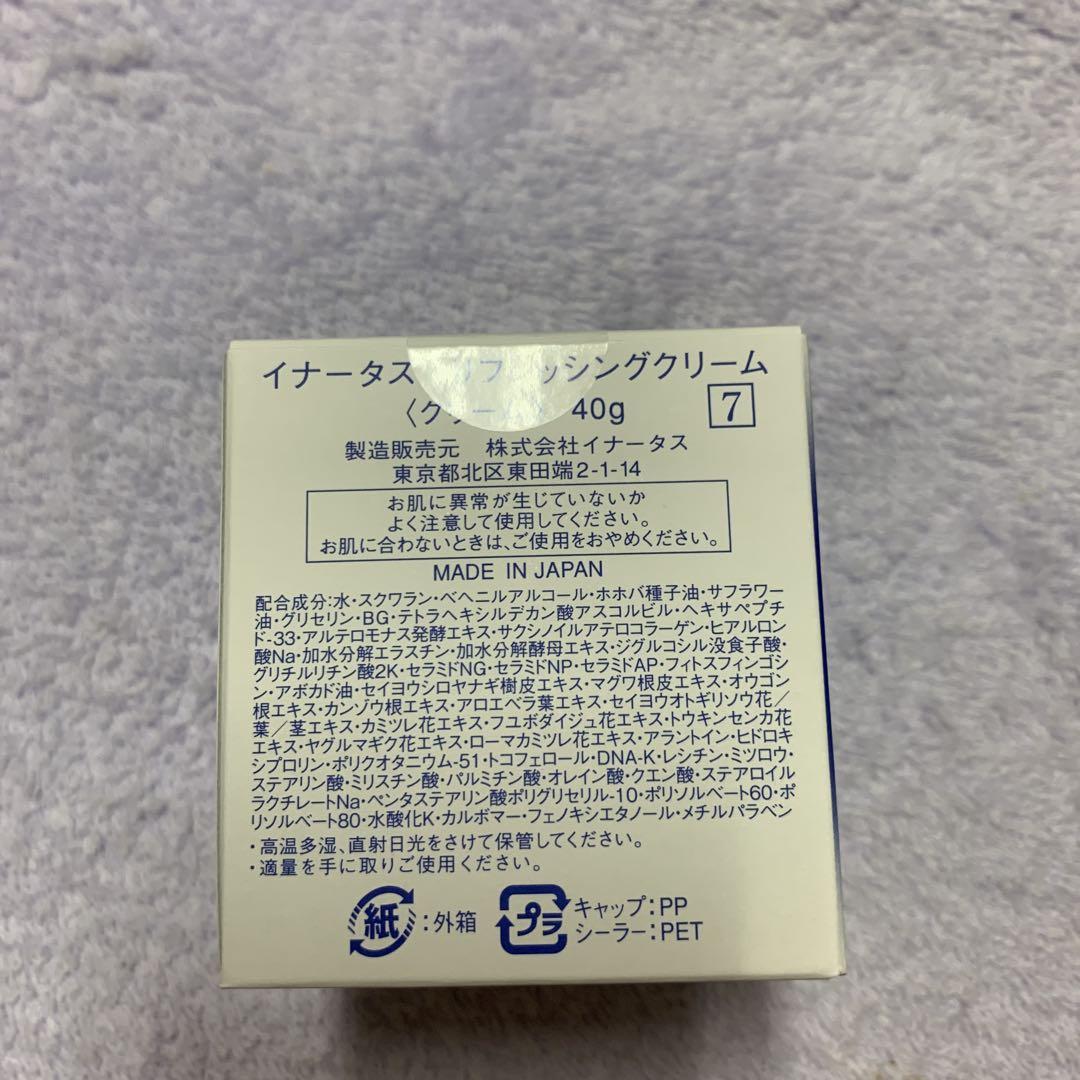 イナータス リフレッシングクリーム
〈クリーム〉 40g 7
製造販売元 株式会社イナータス
東京都北区東田端2-1-14
お肌に異常が生じていないか
よく注意して使用してください。
お肌に合わないときは、ご使用をおやめください。
MADE IN JAPAN
配合成分:水・スクワラン・ベヘニルアルコール・ホホバ種子油・サフラワー
油・グリセリン・BG・テトラヘキシルデカン酸アスコルビル・ヘキサペプチ
ド-33・アルテロモナス発酵エキス・サクシノイルアテロコラーゲン・ヒアルロン
酸Na・加水分解エラスチン・加水分解酵母エキス・ジグルコシル没食子酸・
グリチルリチン酸2K・セラミドNG・セラミドNP・セラミドAP・フィトスフィンゴシ
ン・アボカド油・セイヨウシロヤナギ樹皮エキス・マグワ根皮エキス・オウゴン
根エキス・カンゾウ根エキス・アロエベラ葉エキス・セイヨウオトギリソウ花/
葉/茎エキス・カミツレ花エキス・フユボダイジュ花エキス・トウキンセンカ花
エキス・ヤグルマギク花エキス・ローマカミツレ花エキス・アラントイン・ヒドロキ
シプロリン・ポリクオタニウム-51・トコフェロール・DNA-K・レシチン・ミツロウ・
ステアリン酸・ミリスチン酸・パルミチン酸・オレイン酸・クエン酸・ステアロイル
ラクチレートNa・ペンタステアリン酸ポリグリセリル-10・ポリソルベート60・ポ
リソルベート80・水酸化K・カルボマー・フェノキシエタノール・メチルパラベン
・高温多湿、直射日光をさけて保管してください。
・適量を手に取りご使用ください。
紙:外箱
プラ キャップ:PP
シーラー:PET